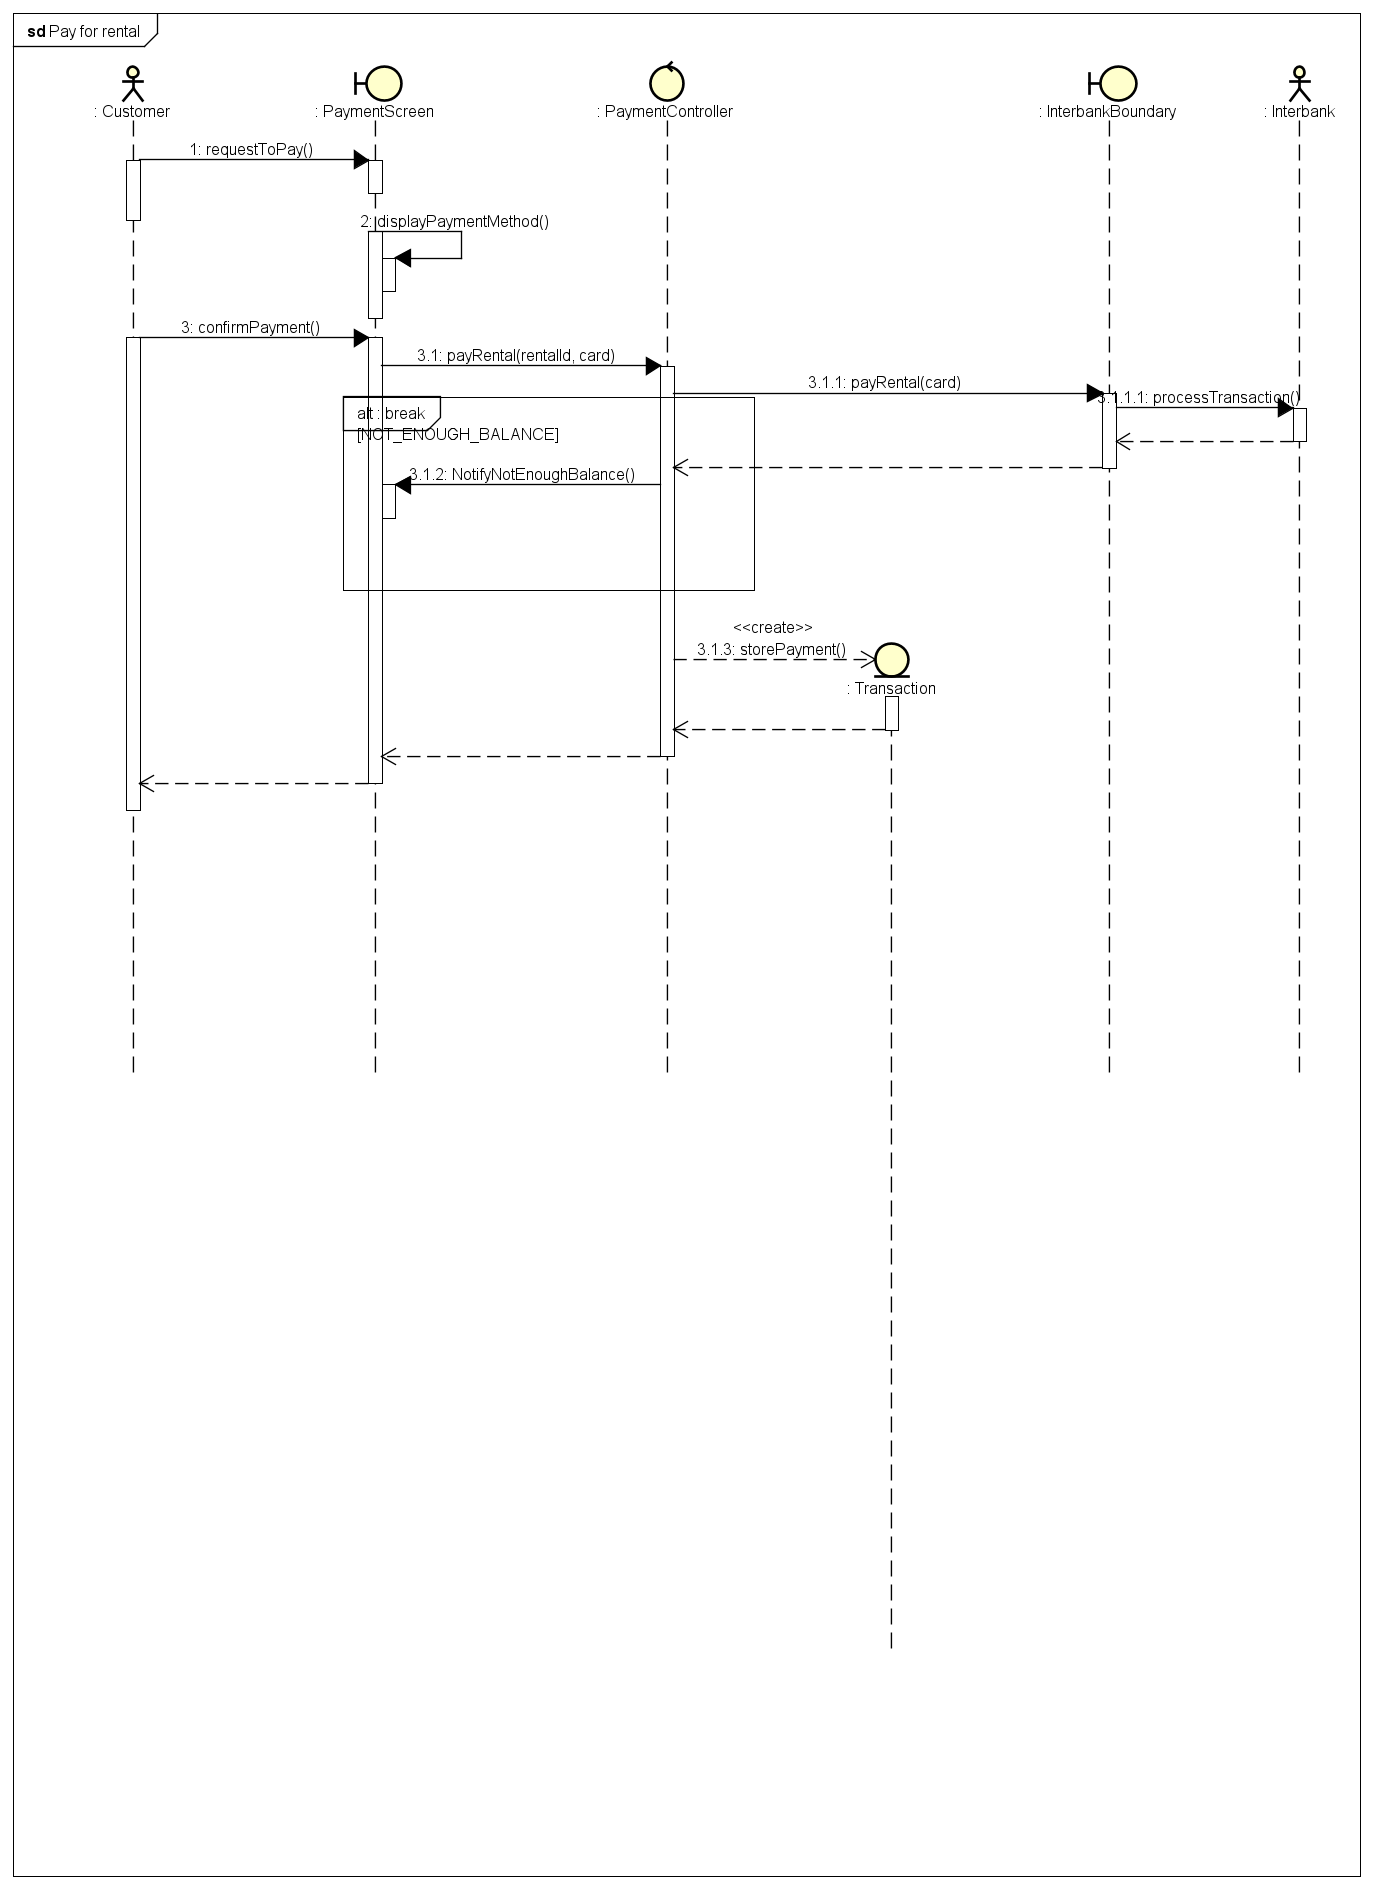 sd Pay for rental
: Customer
: PaymentScreen
: PaymentController
: InterbankBoundary
: Interbank
1: requestToPay()
2: displayPaymentMethod()
3: confirmPayment()
3.1: payRental(rentalId, card)
3.1.1: payRental(card)
3.1.1.1: processTransaction()
alt : break
[NOT_ENOUGH_BALANCE]
3.1.2: NotifyNotEnoughBalance()
<<create>>
3.1.3: storePayment()
: Transaction